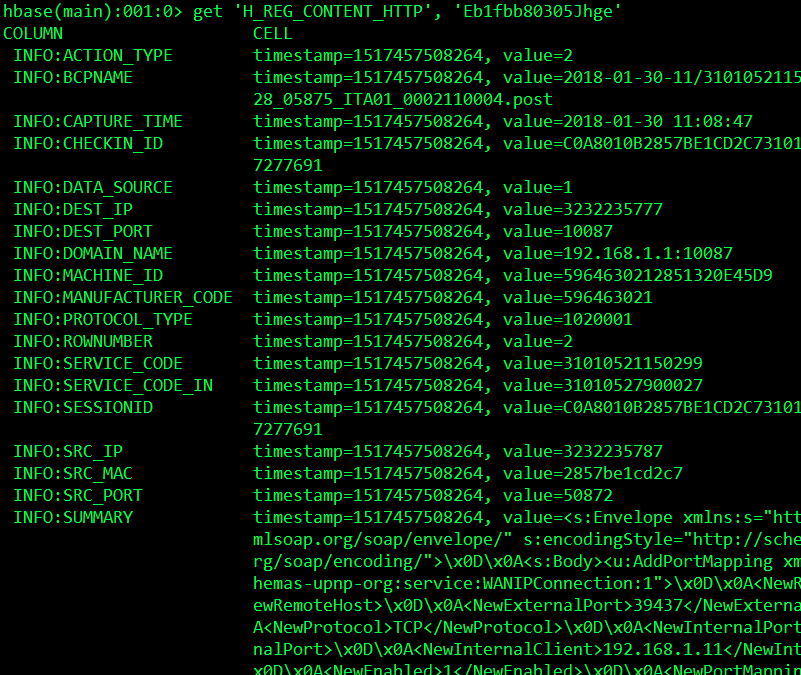 hbase(main):001:0> get 'H_REG_CONTENT_HTTP', 'Eb1fbb80305Jhge'
COLUMN                   CELL
 INFO:ACTION_TYPE        timestamp=1517457508264, value=2
 INFO:BCPNAME            timestamp=1517457508264, value=2018-01-30-11/3101052115
                         28_05875_ITA01_0002110004.post
 INFO:CAPTURE_TIME       timestamp=1517457508264, value=2018-01-30 11:08:47
 INFO:CHECKIN_ID         timestamp=1517457508264, value=C0A8010B2857BE1CD2C73101
                         7277691
 INFO:DATA_SOURCE        timestamp=1517457508264, value=1
 INFO:DEST_IP            timestamp=1517457508264, value=3232235777
 INFO:DEST_PORT          timestamp=1517457508264, value=10087
 INFO:DOMAIN_NAME        timestamp=1517457508264, value=192.168.1.1:10087
 INFO:MACHINE_ID         timestamp=1517457508264, value=5964630212851320E45D9
 INFO:MANUFACTURER_CODE  timestamp=1517457508264, value=596463021
 INFO:PROTOCOL_TYPE      timestamp=1517457508264, value=1020001
 INFO:ROWNUMBER          timestamp=1517457508264, value=2
 INFO:SERVICE_CODE       timestamp=1517457508264, value=31010521150299
 INFO:SERVICE_CODE_IN    timestamp=1517457508264, value=31010527900027
 INFO:SESSIONID          timestamp=1517457508264, value=C0A8010B2857BE1CD2C73101
                         7277691
 INFO:SRC_IP             timestamp=1517457508264, value=3232235787
 INFO:SRC_MAC            timestamp=1517457508264, value=2857be1cd2c7
 INFO:SRC_PORT           timestamp=1517457508264, value=50872
 INFO:SUMMARY            timestamp=1517457508264, value=<s:Envelope xmlns:s="htt
                         mlsoap.org/soap/envelope/" s:encodingStyle="http://sche
                         rg/soap/encoding/">\x0D\x0A<s:Body><u:AddPortMapping xm
                         hemas-upnp-org:service:WANIPConnection:1">\x0D\x0A<NewR
                         ewRemoteHost>\x0D\x0A<NewExternalPort>39437</NewExterna
                         A<NewProtocol>TCP</NewProtocol>\x0D\x0A<NewInternalPort
                         nalPort>\x0D\x0A<NewInternalClient>192.168.1.11</NewInt
                         x0D\x0A<NewEnabled>1</NewEnabled>\x0D\x0A<NewPortMappin